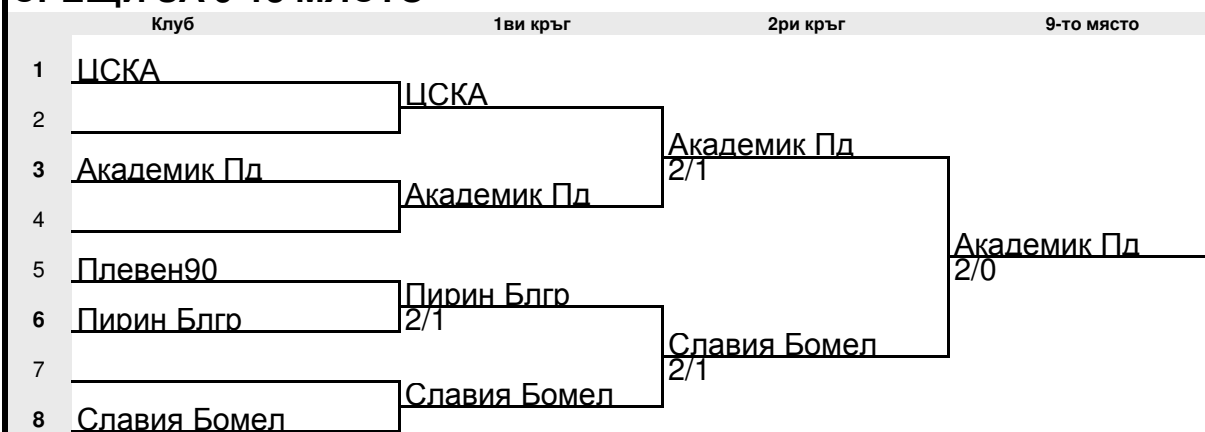 Клуб 1ви кръг 2ри кръг 9-то място
1 ЦСКА
ЦСКА
2
Академик Пд
2/1
3 Академик Пд
Академик Пд
4
Академик Пд
2/0
5 Плевен90
Пирин Блгр
2/1
6 Пирин Блгр
Славия Бомел
2/1
7
Славия Бомел
8 Славия Бомел